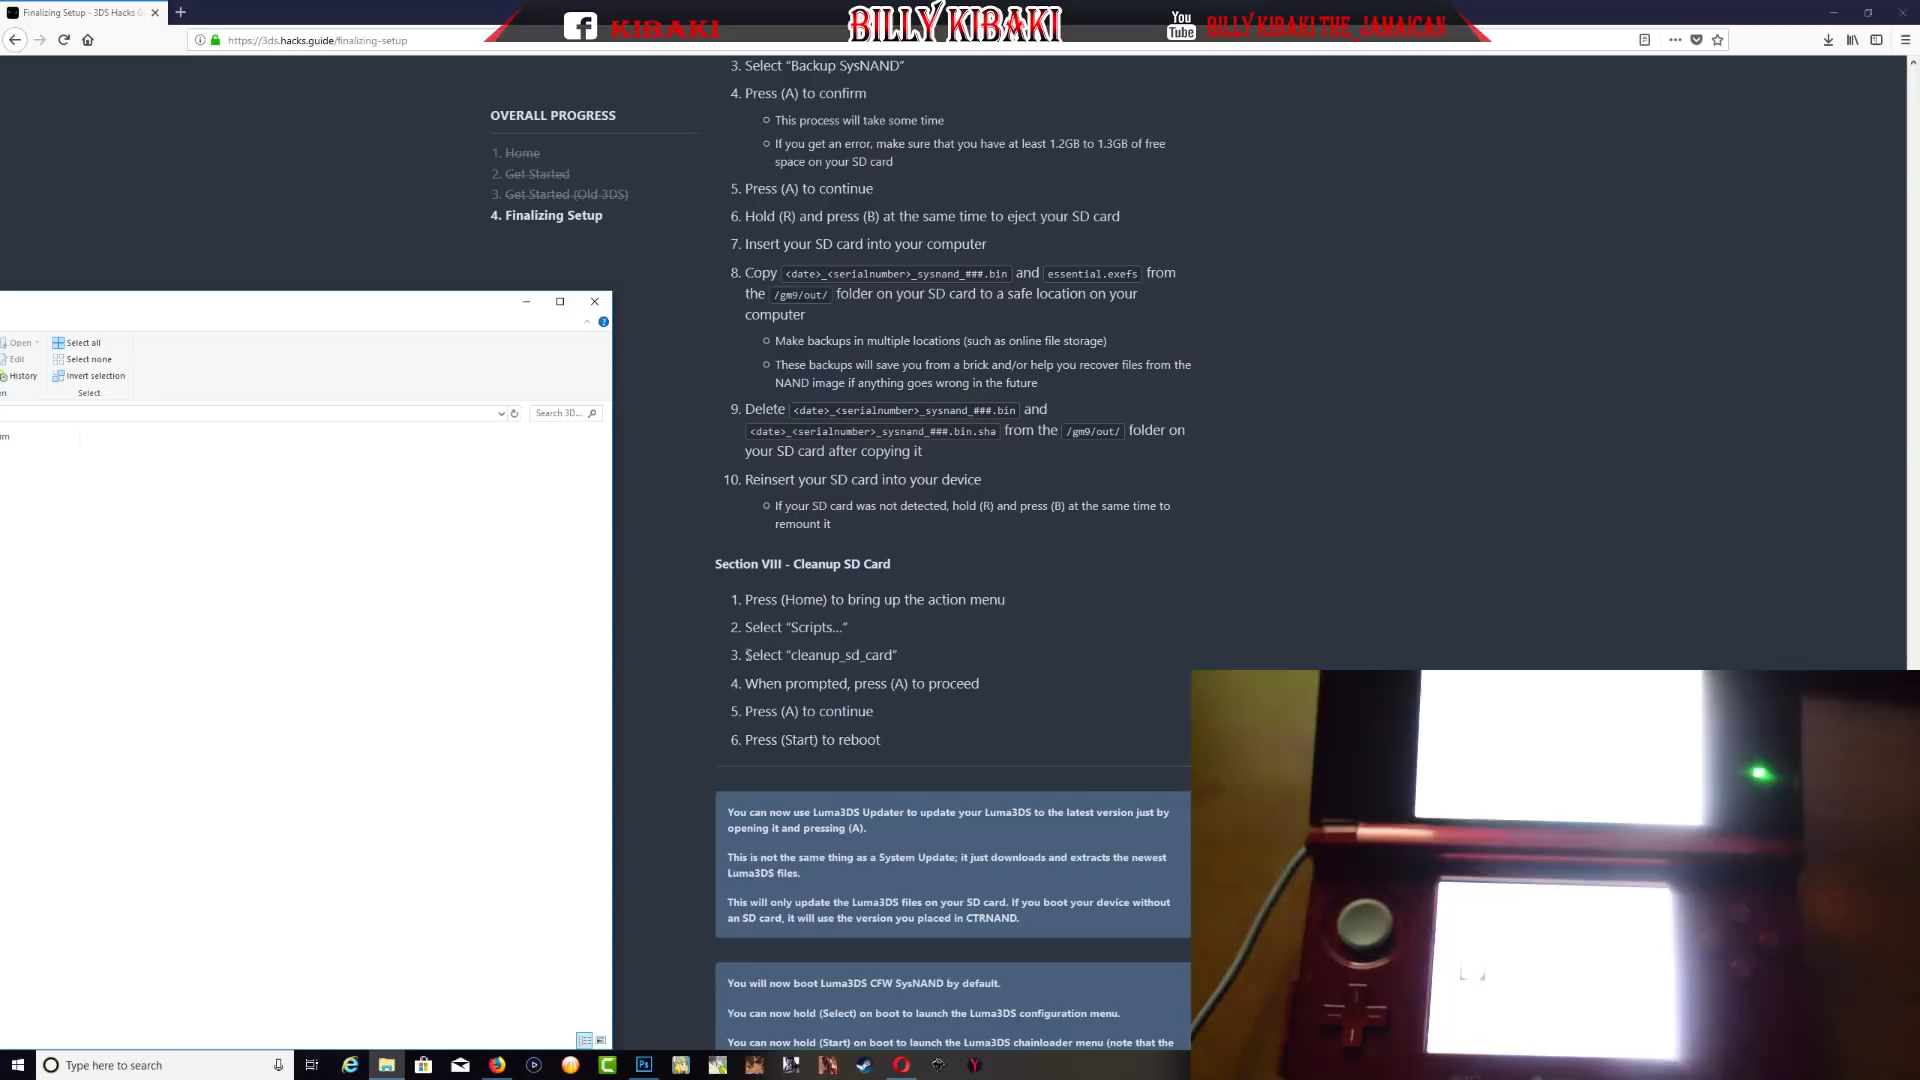 Finalizing Setup - 3DS Hacks G
https://3ds.hacks.guide/finalizing-setup
KIBAKI
BILLY KIBAKI
You
Tube
BILLY KIBAKI THE_JAMAICAN
OVERALL PROGRESS
1. Home
2. Get Started
3. Get Started (Old 3DS)
4. Finalizing Setup
3. Select “Backup SysNAND”
4. Press (A) to confirm
This process will take some time
If you get an error, make sure that you have at least 1.2GB to 1.3GB of free
space on your SD card
5. Press (A) to continue
6. Hold (R) and press (B) at the same time to eject your SD card
7. Insert your SD card into your computer
8. Copy <date>_<serialnumber>_sysnand_###.bin and essential.exefs from
the /gm9/out/ folder on your SD card to a safe location on your
computer
Make backups in multiple locations (such as online file storage)
These backups will save you from a brick and/or help you recover files from the
NAND image if anything goes wrong in the future
9. Delete <date>_<serialnumber>_sysnand_###.bin and
<date>_<serialnumber>_sysnand_###.bin.sha from the /gm9/out/ folder on
your SD card after copying it
10. Reinsert your SD card into your device
If your SD card was not detected, hold (R) and press (B) at the same time to
remount it
Section VIII - Cleanup SD Card
1. Press (Home) to bring up the action menu
2. Select “Scripts...”
3. Select “cleanup_sd_card”
4. When prompted, press (A) to proceed
5. Press (A) to continue
6. Press (Start) to reboot
You can now use Luma3DS Updater to update your Luma3DS to the latest version just by
opening it and pressing (A).
This is not the same thing as a System Update; it just downloads and extracts the newest
Luma3DS files.
This will only update the Luma3DS files on your SD card. If you boot your device without
an SD card, it will use the version you placed in CTRNAND.
You will now boot Luma3DS CFW SysNAND by default.
You can now hold (Select) on boot to launch the Luma3DS configuration menu.
You can now hold (Start) on boot to launch the Luma3DS chainloader menu (note that the
Open
Edit
History
Select all
Select none
Invert selection
Select
Search 3D...
Type here to search